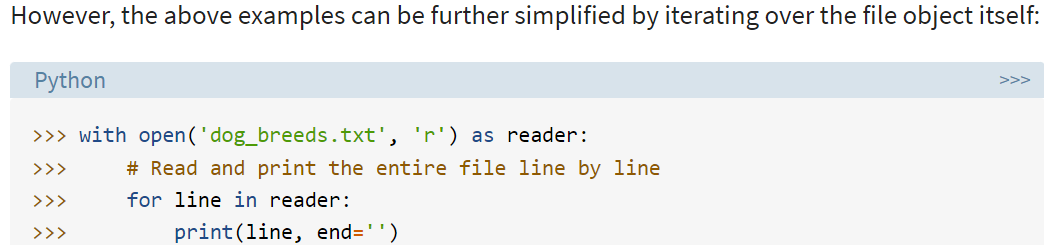 However, the above examples can be further simplified by iterating over the file object itself:
Python >>>
>>> with open('dog_breeds.txt', 'r') as reader:
>>>     # Read and print the entire file line by line
>>>     for line in reader:
>>>         print(line, end='')